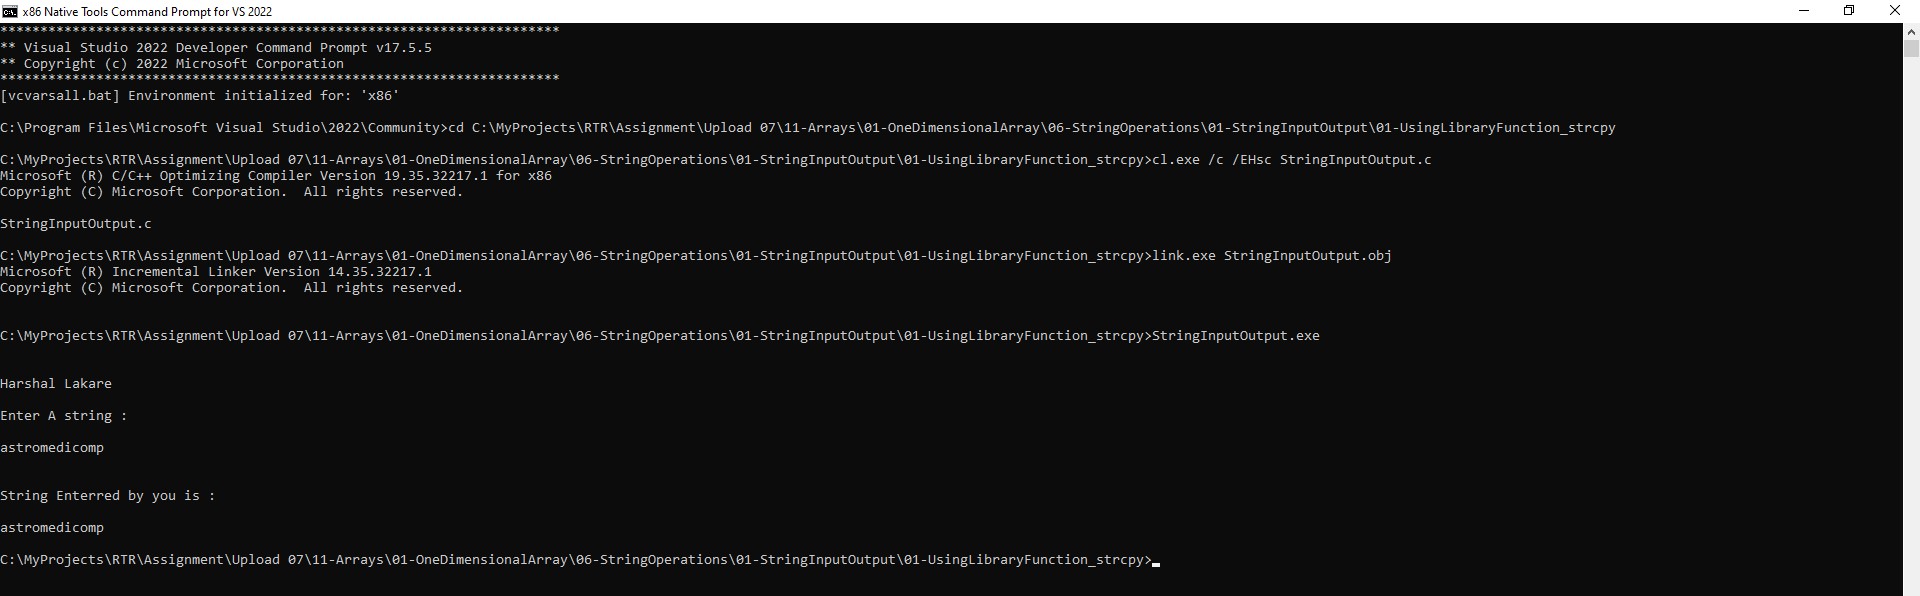 x86 Native Tools Command Prompt for VS 2022
**********************************************************************
** Visual Studio 2022 Developer Command Prompt v17.5.5
** Copyright (c) 2022 Microsoft Corporation
**********************************************************************
[vcvarsall.bat] Environment initialized for: 'x86'
C:\Program Files\Microsoft Visual Studio\2022\Community>cd C:\MyProjects\RTR\Assignment\Upload 07\11-Arrays\01-OneDimensionalArray\06-StringOperations\01-StringInputOutput\01-UsingLibraryFunction_strcpy
C:\MyProjects\RTR\Assignment\Upload 07\11-Arrays\01-OneDimensionalArray\06-StringOperations\01-StringInputOutput\01-UsingLibraryFunction_strcpy>cl.exe /c /EHsc StringInputOutput.c
Microsoft (R) C/C++ Optimizing Compiler Version 19.35.32217.1 for x86
Copyright (C) Microsoft Corporation.  All rights reserved.
StringInputOutput.c
C:\MyProjects\RTR\Assignment\Upload 07\11-Arrays\01-OneDimensionalArray\06-StringOperations\01-StringInputOutput\01-UsingLibraryFunction_strcpy>link.exe StringInputOutput.obj
Microsoft (R) Incremental Linker Version 14.35.32217.1
Copyright (C) Microsoft Corporation.  All rights reserved.
C:\MyProjects\RTR\Assignment\Upload 07\11-Arrays\01-OneDimensionalArray\06-StringOperations\01-StringInputOutput\01-UsingLibraryFunction_strcpy>StringInputOutput.exe
Harshal Lakare
Enter A string :
astromedicomp
String Enterred by you is :
astromedicomp
C:\MyProjects\RTR\Assignment\Upload 07\11-Arrays\01-OneDimensionalArray\06-StringOperations\01-StringInputOutput\01-UsingLibraryFunction_strcpy>